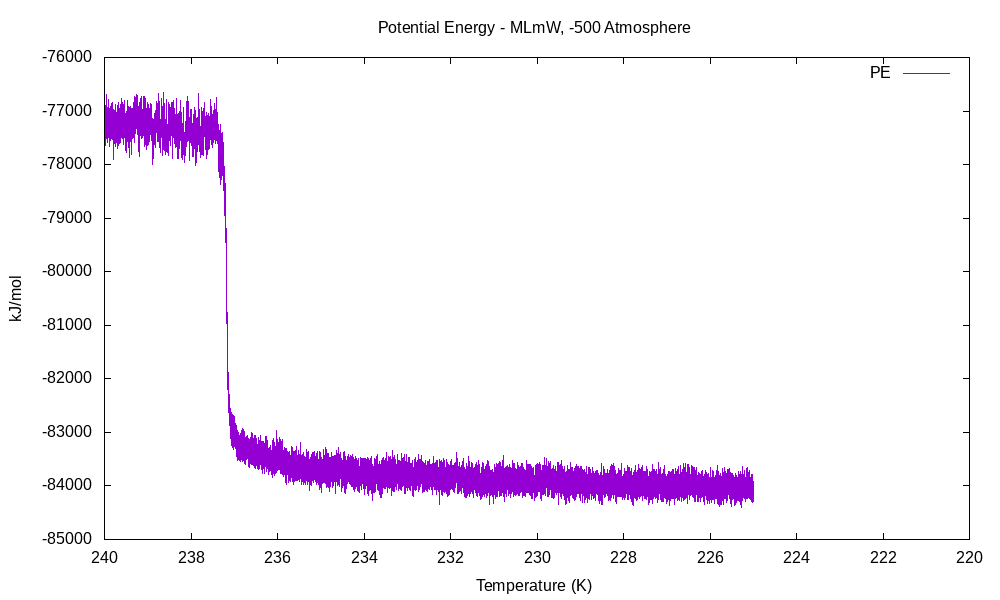 Potential Energy - MLmW, -500 Atmosphere
PE
-76000
-77000
-78000
-79000
-80000
-81000
-82000
-83000
-84000
-85000
kJ/mol
240 238 236 234 232 230 228 226 224 222 220
Temperature (K)